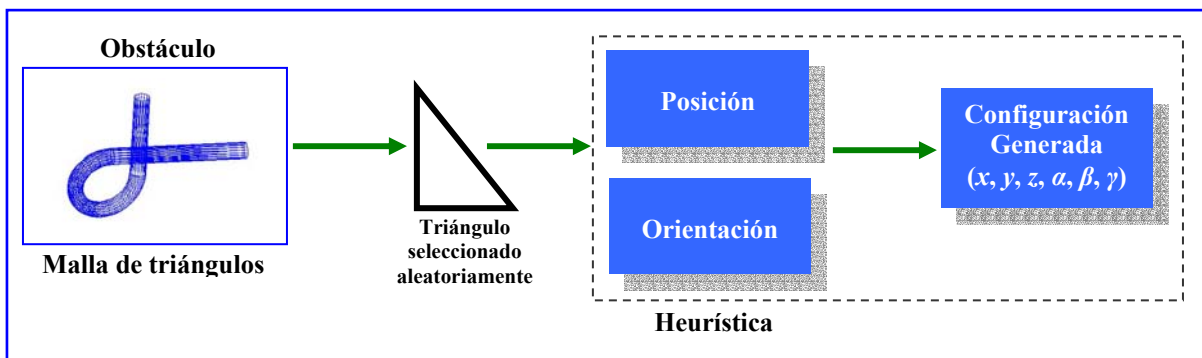 Obstáculo
Malla de triángulos
Triángulo
seleccionado
aleatoriamente
Posición
Orientación
Configuración
Generada
(x, y, z, α, β, γ)
Heurística